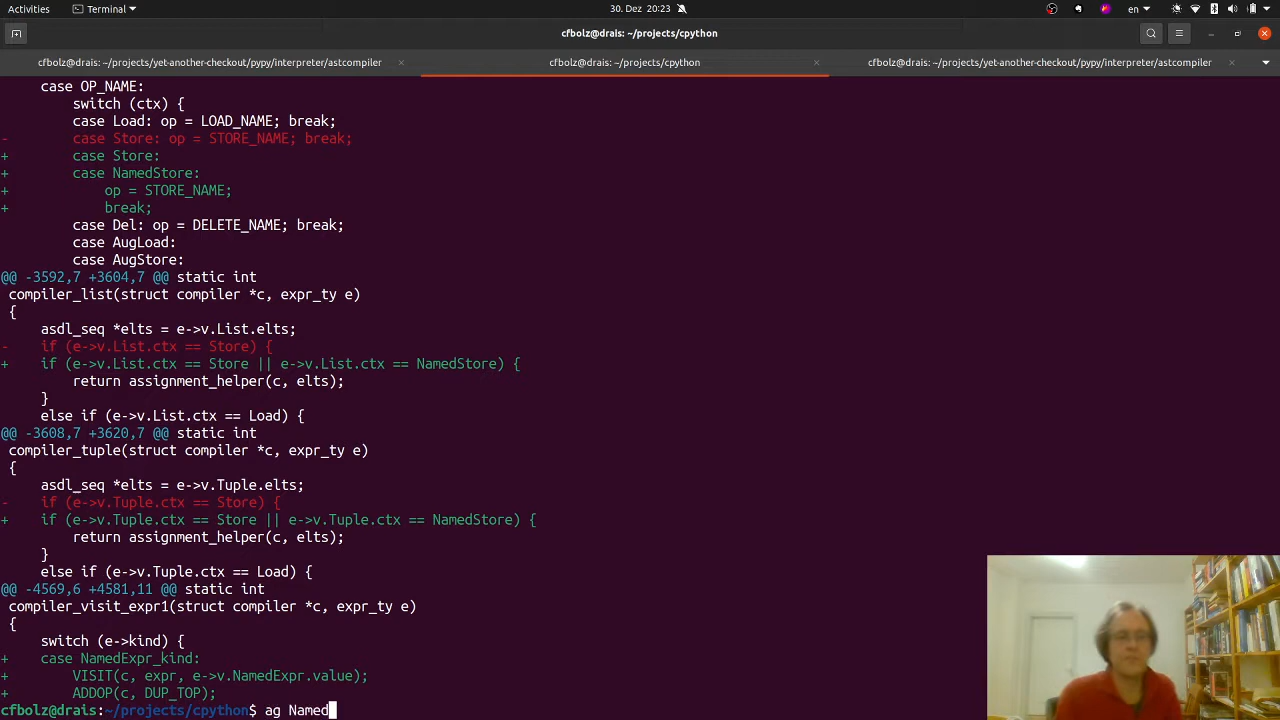 Activities Terminal 30. Dez 20:23 en
cfbolz@drais: ~/projects/cpython
cfbolz@drais: ~/projects/yet-another-checkout/pypy/interpreter/astcompiler × cfbolz@drais: ~/projects/cpython × cfbolz@drais: ~/projects/yet-another-checkout/pypy/interpreter/astcompiler ×
    case OP_NAME:
        switch (ctx) {
        case Load: op = LOAD_NAME; break;
-        case Store: op = STORE_NAME; break;
+        case Store:
+        case NamedStore:
+            op = STORE_NAME;
+            break;
        case Del: op = DELETE_NAME; break;
        case AugLoad:
        case AugStore:
@@ -3592,7 +3604,7 @@ static int
compiler_list(struct compiler *c, expr_ty e)
{
    asdl_seq *elts = e->v.List.elts;
-    if (e->v.List.ctx == Store) {
+    if (e->v.List.ctx == Store || e->v.List.ctx == NamedStore) {
        return assignment_helper(c, elts);
    }
    else if (e->v.List.ctx == Load) {
@@ -3608,7 +3620,7 @@ static int
compiler_tuple(struct compiler *c, expr_ty e)
{
    asdl_seq *elts = e->v.Tuple.elts;
-    if (e->v.Tuple.ctx == Store) {
+    if (e->v.Tuple.ctx == Store || e->v.Tuple.ctx == NamedStore) {
        return assignment_helper(c, elts);
    }
    else if (e->v.Tuple.ctx == Load) {
@@ -4569,6 +4581,11 @@ static int
compiler_visit_expr1(struct compiler *c, expr_ty e)
{
    switch (e->kind) {
+    case NamedExpr_kind:
+        VISIT(c, expr, e->v.NamedExpr.value);
+        ADDOP(c, DUP_TOP);
cfbolz@drais:~/projects/cpython$ ag Named